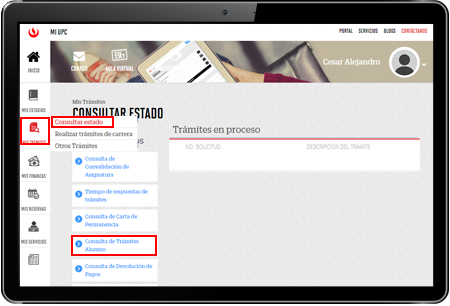 MI UPC
PORTAL SERVICIOS BLOGS CONTÁCTANOS
INICIO
CORREO
AULA VIRTUAL
Cesar Alejandro
MIS ESTUDIOS
Mis Trámites
CONSULTAR ESTADO
Consultar estado
Realizar trámites de carrera
Otros Trámites
MIS TRÁMITES
Trámites en proceso
NO. SOLICITUD
DESCRIPCIÓN DEL TRÁMITE
Consulta de
Convalidación de
Asignatura
MIS FINANZAS
Tiempo de respuestas de
trámites
MIS RESERVAS
Consulta de Carta de
Permanencia
MIS SERVICIOS
Consulta de Trámites
Alumno
Consulta de Devolución de
Pagos